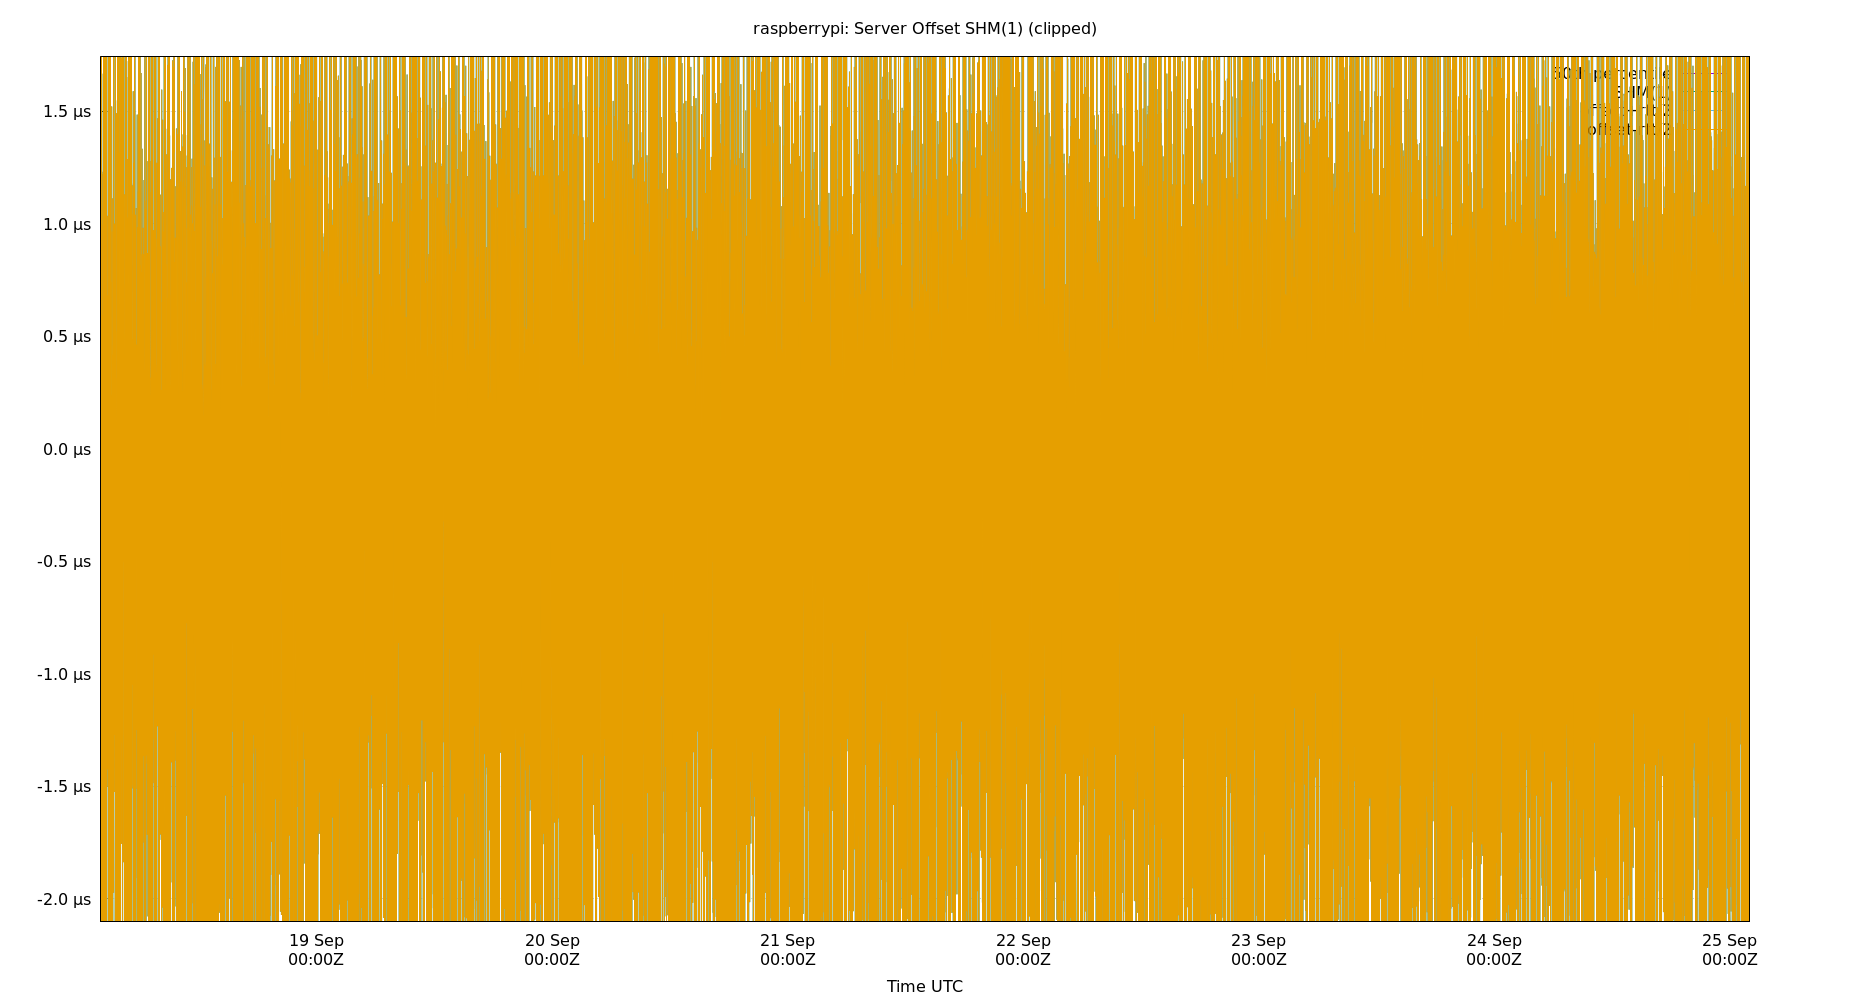 raspberrypi: Server Offset SHM(1) (clipped)
percentile
SHM(1)
1.5 µs
1.0 µs
0.5 µs
0.0 µs
-0.5 µs
-1.0 µs
-1.5 µs
-2.0 µs
19 Sep 20 Sep 21 Sep 22 Sep 23 Sep 24 Sep 25 Sep
00:00Z 00:00Z 00:00Z 00:00Z 00:00Z 00:00Z 00:00Z
Time UTC